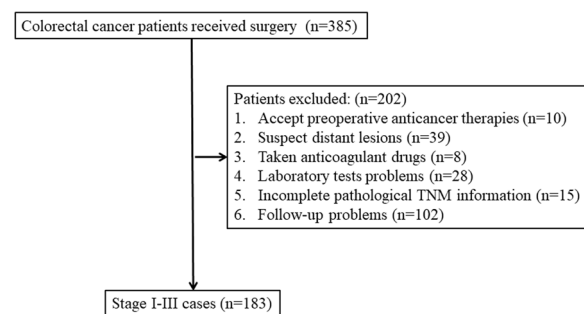 Colorectal cancer patients received surgery (n=385)
Patients excluded: (n=202)
1. Accept preoperative anticancer therapies (n=10)
2. Suspect distant lesions (n=39)
3. Taken anticoagulant drugs (n=8)
4. Laboratory tests problems (n=28)
5. Incomplete pathological TNM information (n=15)
6. Follow-up problems (n=102)
Stage I-III cases (n=183)